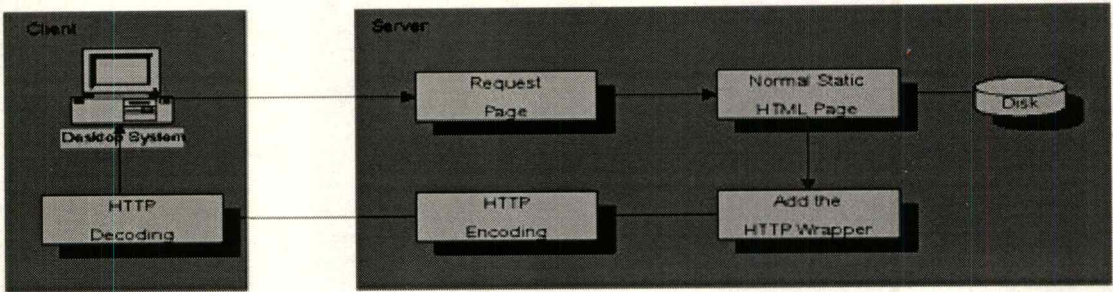 Client
Server
Request
Page
Normal Static
HTML Page
Disk
Desktop System
HTTP
Decoding
HTTP
Encoding
Add the
HTTP Wrapper